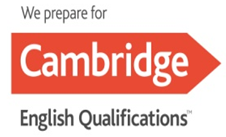 We prepare for
Cambridge
English Qualifications™